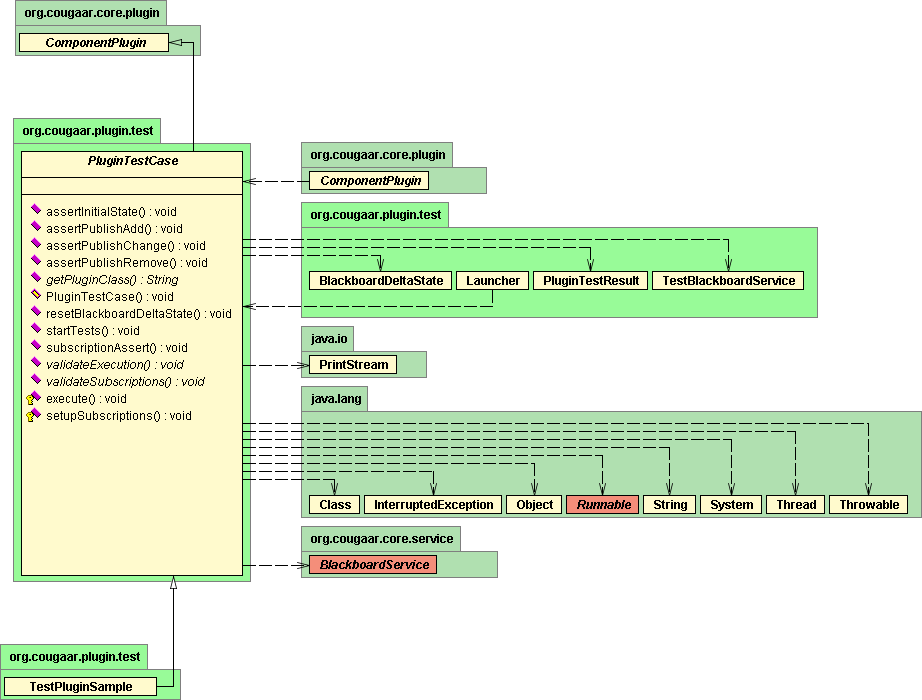 org.cougaar.core.plugin
ComponentPlugin
org.cougaar.plugin.test
PluginTestCase
assertInitialState() : void
assertPublishAdd() : void
assertPublishChange() : void
assertPublishRemove() : void
getPluginClass() : String
PluginTestCase() : void
resetBlackboardDeltaState() : void
startTests() : void
subscriptionAssert() : void
validateExecution() : void
validateSubscriptions() : void
execute() : void
setupSubscriptions() : void
org.cougaar.core.plugin
ComponentPlugin
org.cougaar.plugin.test
BlackboardDeltaState Launcher PluginTestResult TestBlackboardService
java.io
PrintStream
java.lang
Class InterruptedException Object Runnable String System Thread Throwable
org.cougaar.core.service
BlackboardService
org.cougaar.plugin.test
TestPluginSample